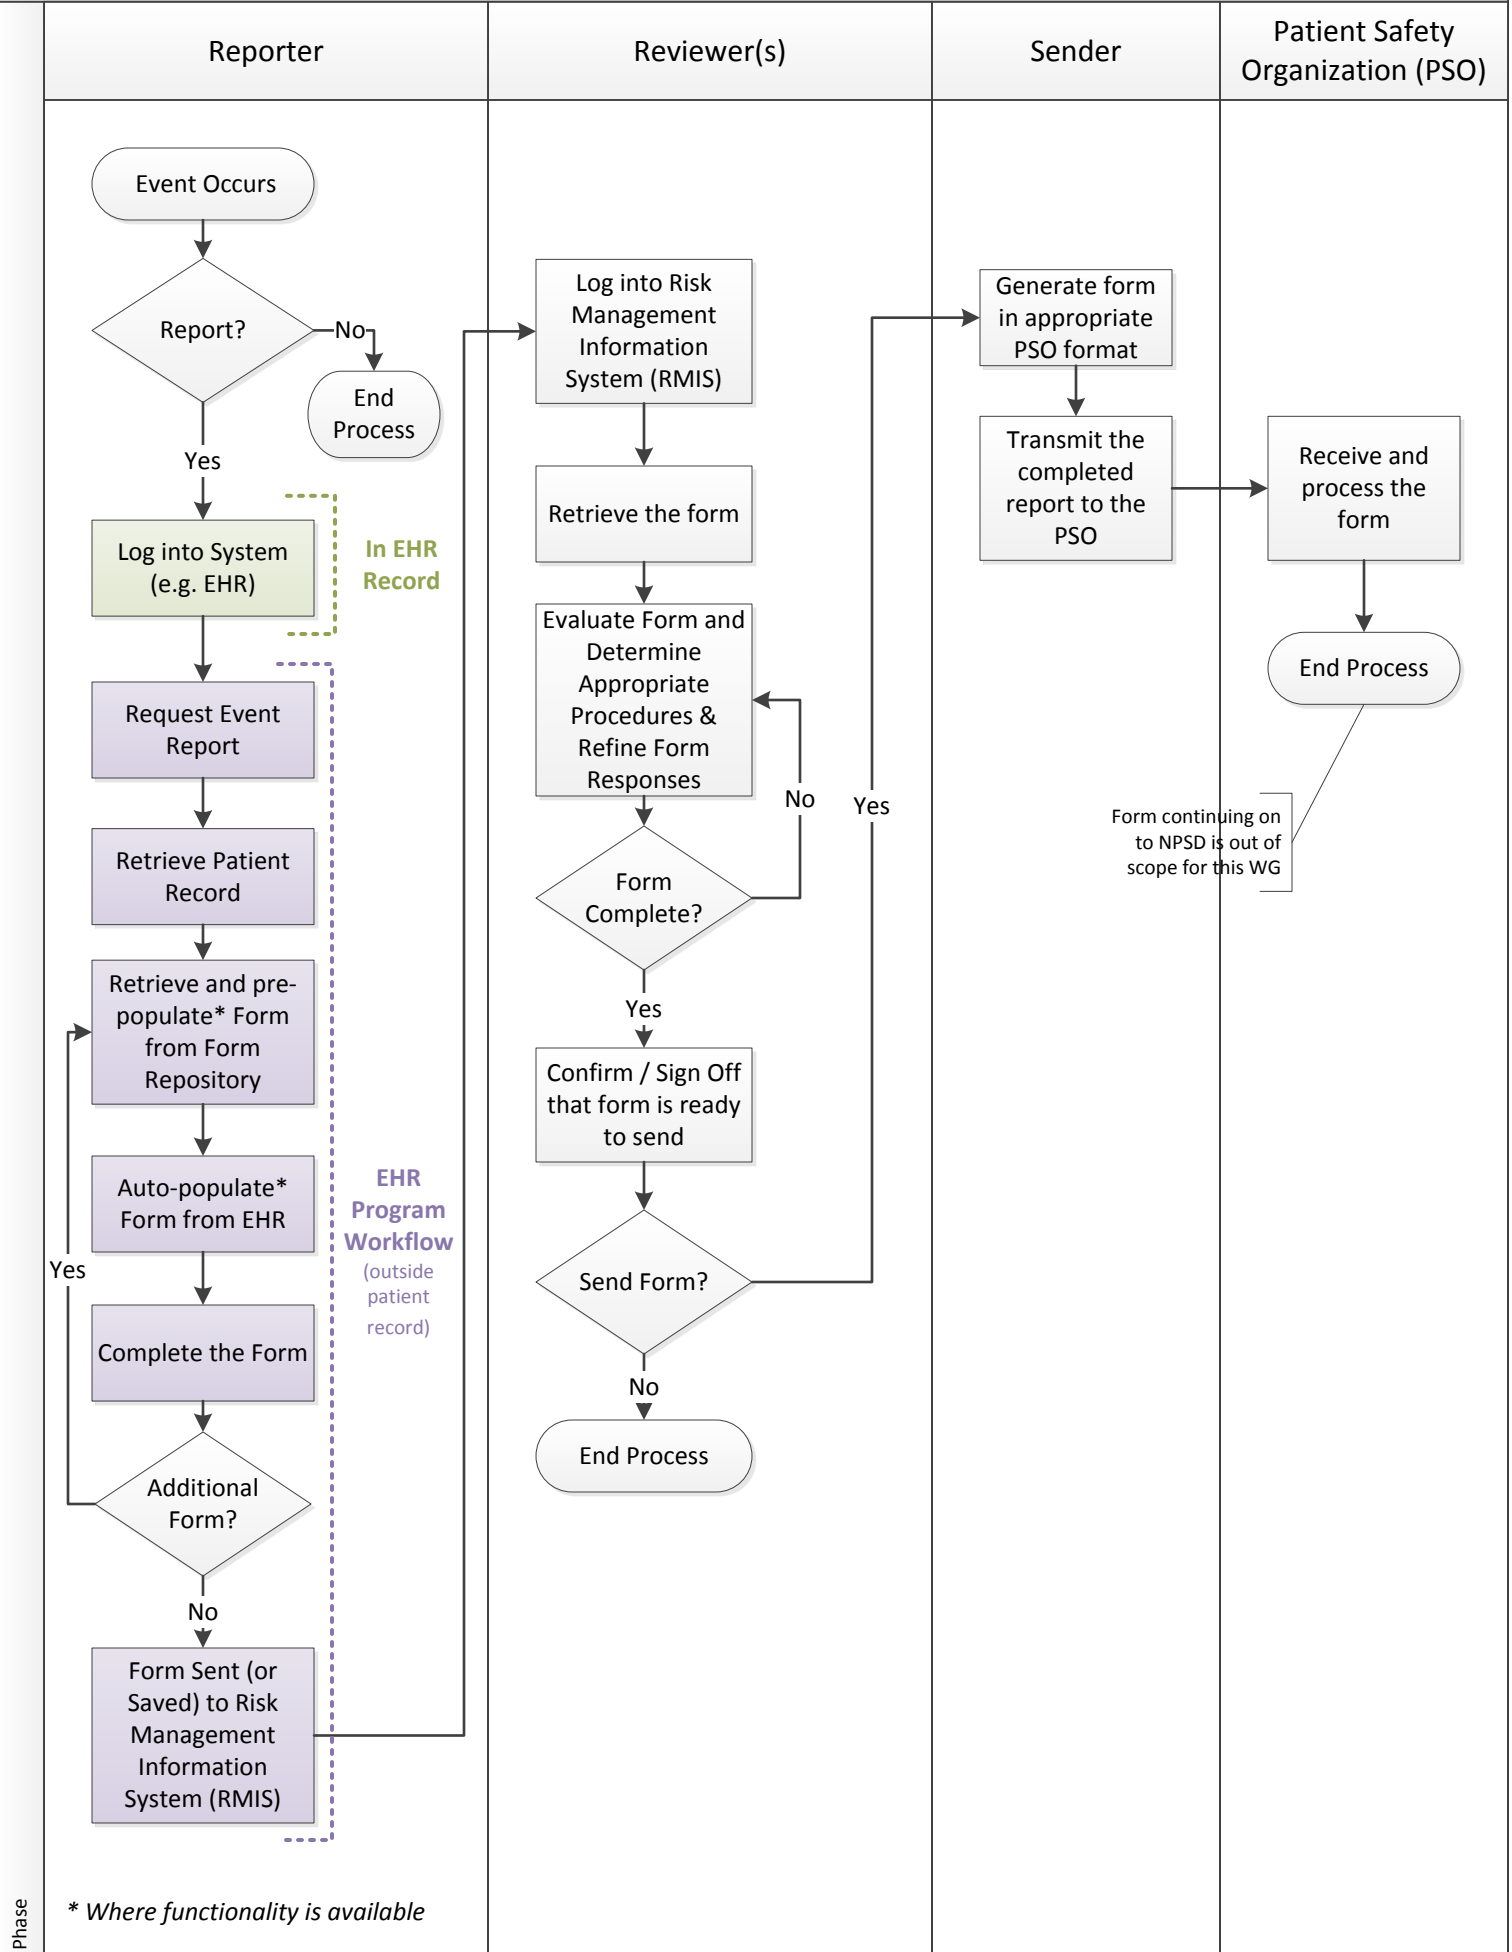 Reporter
Reviewer(s)
Sender
Patient Safety
Organization (PSO)
Event Occurs
Report?
No
End
Process
Yes
Log into System
(e.g. EHR)
In EHR
Record
Request Event
Report
Retrieve Patient
Record
Retrieve and pre-
populate* Form
from Form
Repository
Auto-populate*
Form from EHR
EHR
Program
Workflow
(outside
patient
record)
Yes
Complete the Form
Additional
Form?
No
Form Sent (or
Saved) to Risk
Management
Information
System (RMIS)
* Where functionality is available
Phase
Log into Risk
Management
Information
System (RMIS)
Retrieve the form
Evaluate Form and
Determine
Appropriate
Procedures &
Refine Form
Responses
No
Form
Complete?
Yes
Confirm / Sign Off
that form is ready
to send
Send Form?
Yes
No
End Process
Generate form
in appropriate
PSO format
Transmit the
completed
report to the
PSO
Receive and
process the
form
End Process
Form continuing on
to NPSD is out of
scope for this WG